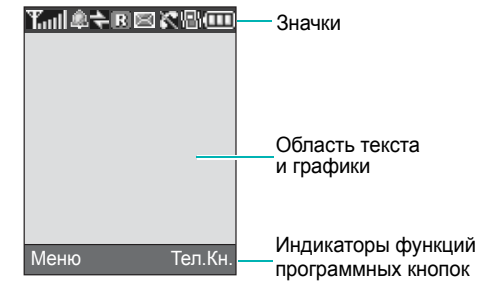 Значки
Область текста
и графики
Меню Тел.Кн.
Индикаторы функций
программных кнопок